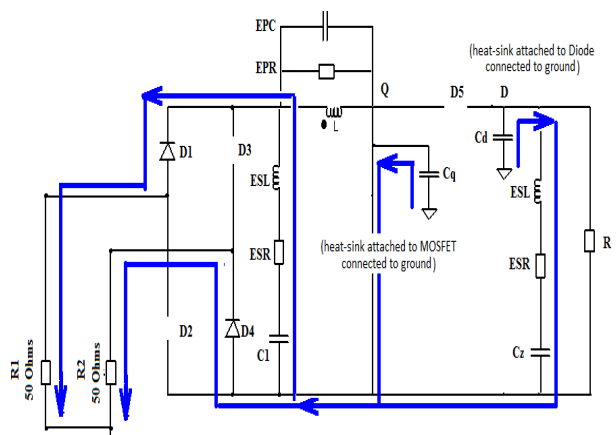 EPC
EPR
(heat-sink attached to Diode
connected to ground)
Q
D5
D
L
Cd
D1
D3
Cq
ESL
ESL
(heat-sink attached to MOSFET
connected to ground)
ESR
ESR
R
D2
D4
C1
Cz
R1
50 Ohms
R2
50 Ohms